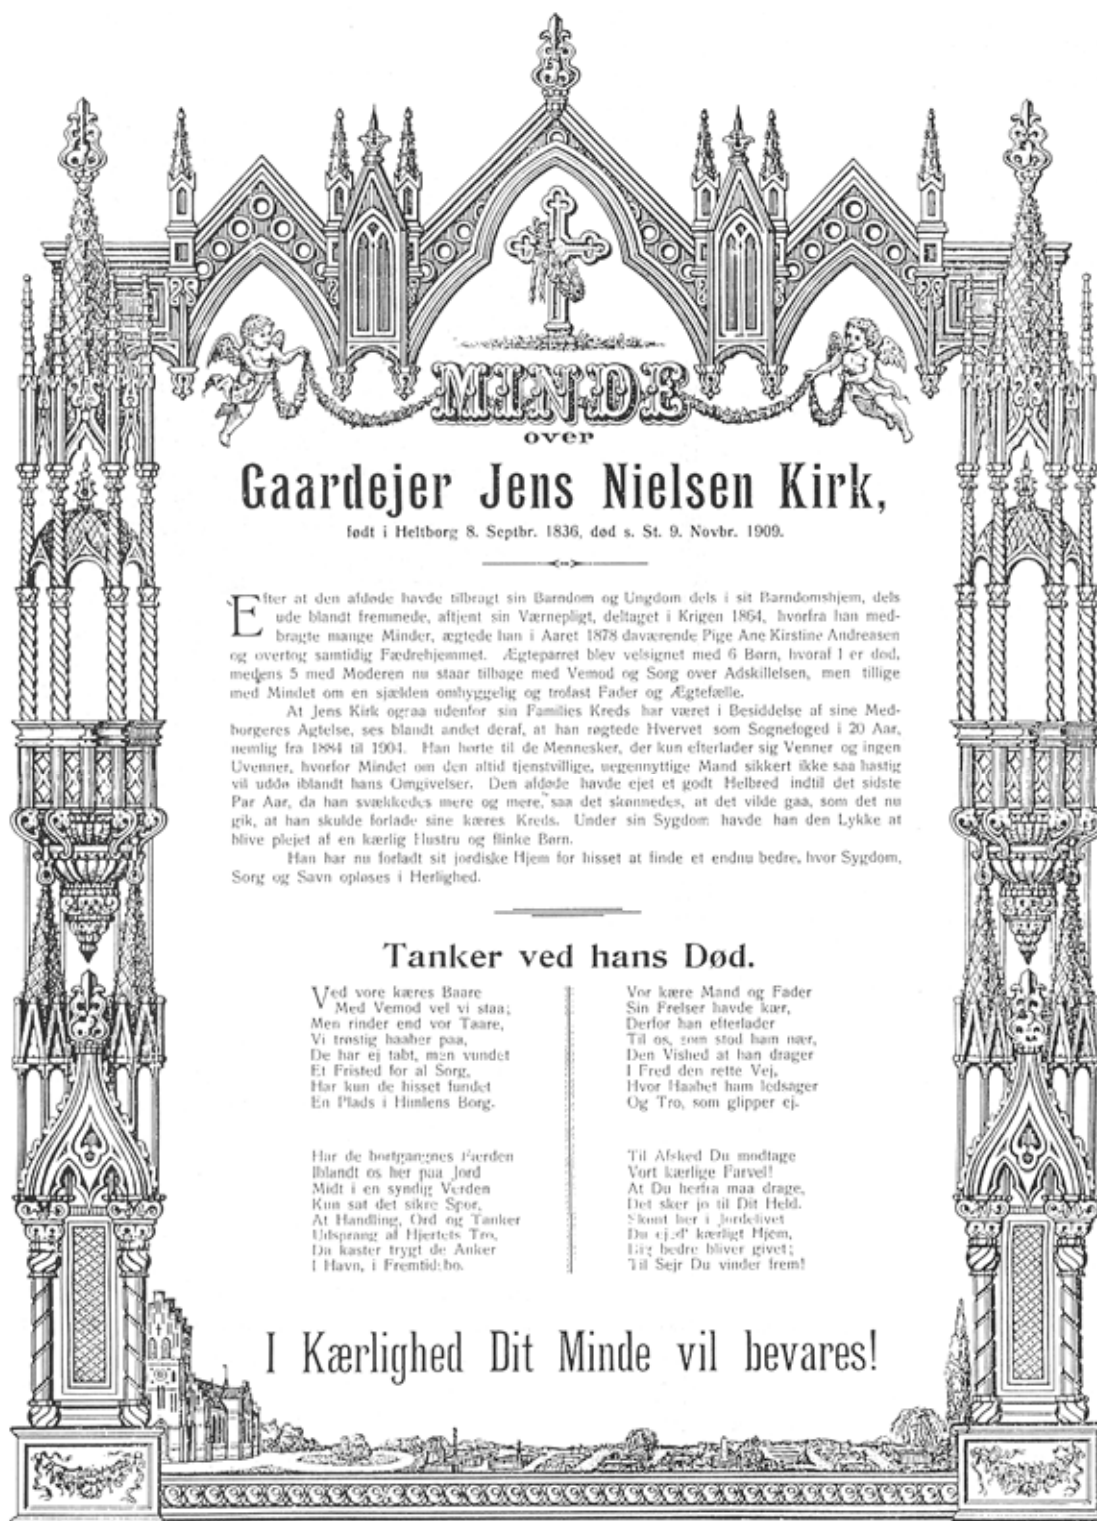 MINDE
over
Gaardejer Jens Nielsen Kirk,
født i Heltborg 8. Septbr. 1836, død s. St. 9. Novbr. 1909.
Efter at den afdøde havde tilbragt sin Barndom og Ungdom dels i sit Barndomshjem, dels
ude blandt fremmede, aftjent sin Værnepligt, deltaget i Krigen 1864, hvorfra han med-
bragte mange Minder, ægtede han i Aaret 1878 daværende Pige Ane Kirstine Andreasen
og overtog samtidig Fædrehjemmet. Ægteparret blev velsignet med 6 Børn, hvoraf 1 er død,
medens 5 med Moderen nu staar tilbage med Vemod og Sorg over Adskillelsen, men tillige
med Mindet om en sjælden omhyggelig og trofast Fader og Ægtefælle.
At Jens Kirk ograa udenfor sin Families Kreds har været i Besiddelse af sine Med-
borgeres Agtelse, ses blandt andet deraf, at han røgtede Hvervet som Sognefoged i 20 Aar,
nemlig fra 1884 til 1904. Han hørte til de Mennesker, der kun efterlader sig Venner og ingen
Uvenner, hvorfor Mindet om den altid tjenstvillige, uegennyttige Mand sikkert ikke saa hastig
vil uddø iblandt hans Omgivelser. Den afdøde havde ejet et godt Helbred indtil det sidste
Par Aar, da han svækkedes mere og mere, saa det skønnedes, at det vilde gaa, som det nu
gik, at han skulde forlade sine kæres Kreds. Under sin Sygdom havde han den Lykke at
blive plejet af en kærlig Hustru og flinke Børn.
Han har nu forladt sit jordiske Hjem for hisset at finde et endnu bedre, hvor Sygdom,
Sorg og Savn opløses i Herlighed.
Tanker ved hans Død.
Ved vore kæres Baare
Med Vemod vel vi staa;
Men rinder end vor Taare,
Vi trøstig haaber paa,
De har ej tabt, men vundet
Et Fristed for al Sorg,
Har kun de hisset fundet
En Plads i Himlens Borg.
Har de bortgangnes Færden
Iblandt os her paa Jord
Midt i en syndig Verden
Kun sat det sikre Spor,
At Handling, Ord og Tanker
Udsprang af Hjertets Tro,
Da kaster trygt de Anker
I Havn, i Fremtidsbo.
Vor kære Mand og Fader
Sin Frelser havde kær,
Derfor han efterlader
Til os, som stod ham nær,
Den Vished at han drager
I Fred den rette Vej,
Hvor Haabet ham ledsager
Og Tro, som glipper ej.
Til Afsked Du modtage
Vort kærlige Farvel!
At Du herfra maa drage,
Det sker jo til Dit Held.
Skønt her i Jordelivet
Du ejed' kærligt Hjem,
Dig bedre bliver givet;
Til Sejr Du vinder frem!
I Kærlighed Dit Minde vil bevares!